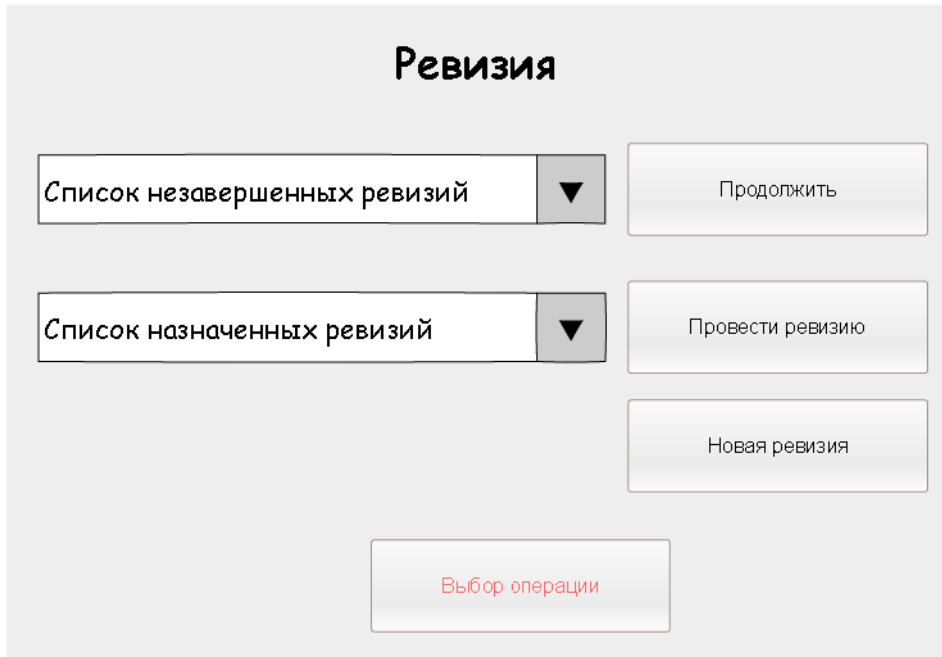 Ревизия
Список незавершенных ревизий
Продолжить
Список назначенных ревизий
Провести ревизию
Новая ревизия
Выбор операции